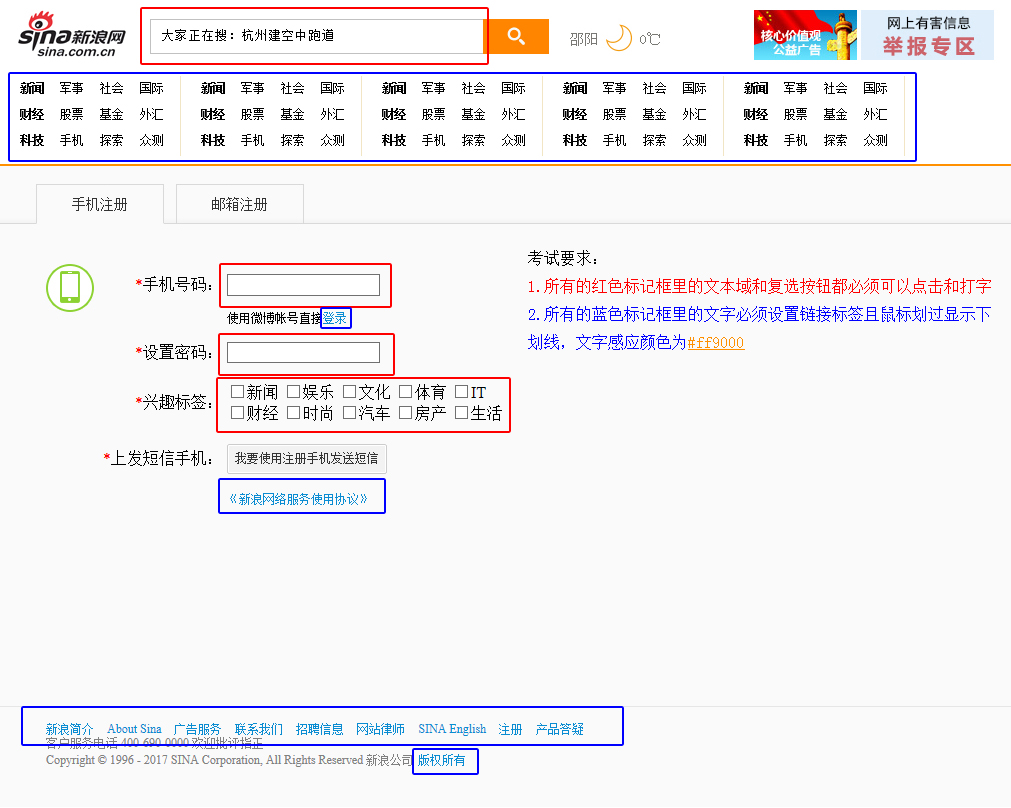 sina新浪网
sina.com.cn
大家正在搜：杭州建空中跑道
邵阳 0℃
核心价值观
公益广告
网上有害信息
举报专区
新闻 军事 社会 国际 新闻 军事 社会 国际 新闻 军事 社会 国际 新闻 军事 社会 国际 新闻 军事 社会 国际
财经 股票 基金 外汇 财经 股票 基金 外汇 财经 股票 基金 外汇 财经 股票 基金 外汇 财经 股票 基金 外汇
科技 手机 探索 众测 科技 手机 探索 众测 科技 手机 探索 众测 科技 手机 探索 众测 科技 手机 探索 众测
手机注册 邮箱注册
*手机号码：
使用微博帐号直接登录
*设置密码：
*兴趣标签：
新闻 娱乐 文化 体育 IT
财经 时尚 汽车 房产 生活
*上发短信手机： 我要使用注册手机发送短信
《新浪网络服务使用协议》
考试要求：
1.所有的红色标记框里的文本域和复选按钮都必须可以点击和打字
2.所有的蓝色标记框里的文字必须设置链接标签且鼠标划过显示下
划线，文字感应颜色为#ff9000
新浪简介 About Sina 广告服务 联系我们 招聘信息 网站律师 SINA English 注册 产品答疑
客户服务电话 400-690-0000 欢迎批评指正
Copyright © 1996 - 2017 SINA Corporation, All Rights Reserved 新浪公司 版权所有